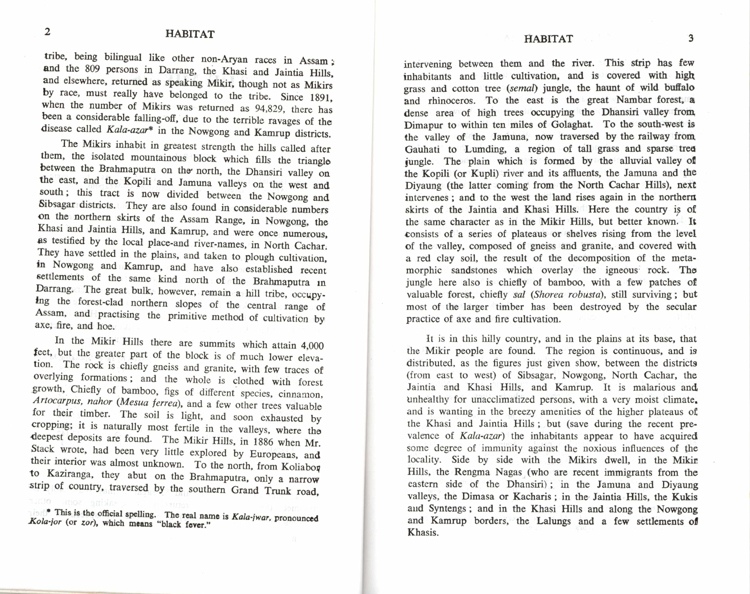 2
HABITAT
tribe, being bilingual like other non-Aryan races in Assam ;
and the 809 persons in Darrang, the Khasi and Jaintia Hills,
and elsewhere, returned as speaking Mikir, though not as Mikirs
by race, must really have belonged to the tribe. Since 1891,
when the number of Mikirs was returned as 94,829, there has
been a considerable falling-off, due to the terrible ravages of the
disease called Kala-azar* in the Nowgong and Kamrup districts.
The Mikirs inhabit in greatest strength the hills called after
them, the isolated mountainous block which fills the triangle
between the Brahmaputra on the north, the Dhansiri valley on
the east, and the Kopili and Jamuna valleys on the west and
south ; this tract is now divided between the Nowgong and
Sibsagar districts. They are also found in considerable numbers
on the northern skirts of the Assam Range, in Nowgong, the
Khasi and Jaintia Hills, and Kamrup, and were once numerous,
as testified by the local place-and river-names, in North Cachar.
They have settled in the plains, and taken to plough cultivation,
in Nowgong and Kamrup, and have also established recent
settlements of the same kind north of the Brahmaputra in
Darrang. The great bulk, however, remain a hill tribe, occupy-
ing the forest-clad northern slopes of the central range of
Assam, and practising the primitive method of cultivation by
axe, fire, and hoe.
In the Mikir Hills there are summits which attain 4,000
feet, but the greater part of the block is of much lower eleva-
tion. The rock is chiefly gneiss and granite, with few traces of
overlying formations ; and the whole is clothed with forest
growth, Chiefly of bamboo, figs of different species, cinnamon,
Artocarpus, nahor (Mesua ferrea), and a few other trees valuable
for their timber. The soil is light, and soon exhausted by
cropping; it is naturally most fertile in the valleys, where the
deepest deposits are found. The Mikir Hills, in 1886 when Mr.
Stack wrote, had been very little explored by Europeans, and
their interior was almost unknown. To the north, from Koliabor
to Kaziranga, they abut on the Brahmaputra, only a narrow
strip of country, traversed by the southern Grand Trunk road,
* This is the official spelling. The real name is Kala-jwar, pronounced
Kola-jor (or zor), which means "black fever."
HABITAT
3
intervening between them and the river. This strip has few
inhabitants and little cultivation, and is covered with high
grass and cotton tree (semal) jungle, the haunt of wild buffalo
and rhinoceros. To the east is the great Nambar forest, a
dense area of high trees occupying the Dhansiri valley from
Dimapur to within ten miles of Golaghat. To the south-west is
the valley of the Jamuna, now traversed by the railway from
Gauhati to Lumding, a region of tall grass and sparse tree
jungle. The plain which is formed by the alluvial valley of
the Kopili (or Kupli) river and its affluents, the Jamuna and the
Diyaung (the latter coming from the North Cachar Hills), next
intervenes ; and to the west the land rises again in the northern
skirts of the Jaintia and Khasi Hills. Here the country is of
the same character as in the Mikir Hills, but better known. It
consists of a series of plateaus or shelves rising from the level
of the valley, composed of gneiss and granite, and covered with
a red clay soil, the result of the decomposition of the meta-
morphic sandstones which overlay the igneous rock. The
jungle here also is chiefly of bamboo, with a few patches of
valuable forest, chiefly sal (Shorea robusta), still surviving ; but
most of the larger timber has been destroyed by the secular
practice of axe and fire cultivation.
It is in this hilly country, and in the plains at its base, that
the Mikir people are found. The region is continuous, and is
distributed, as the figures just given show, between the districts
(from east to west) of Sibsagar, Nowgong, North Cachar, the
Jaintia and Khasi Hills, and Kamrup. It is malarious and
unhealthy for unacclimatized persons, with a very moist climate,
and is wanting in the breezy amenities of the higher plateaus of
the Khasi and Jaintia Hills ; but (save during the recent pre-
valence of Kala-azar) the inhabitants appear to have acquired
some degree of immunity against the noxious influences of the
locality. Side by side with the Mikirs dwell, in the Mikir
Hills, the Rengma Nagas (who are recent immigrants from the
eastern side of the Dhansiri) ; in the Jamuna and Diyaung
valleys, the Dimasa or Kacharis ; in the Jaintia Hills, the Kukis
and Syntengs ; and in the Khasi Hills and along the Nowgong
and Kamrup borders, the Lalungs and a few settlements of
Khasis.